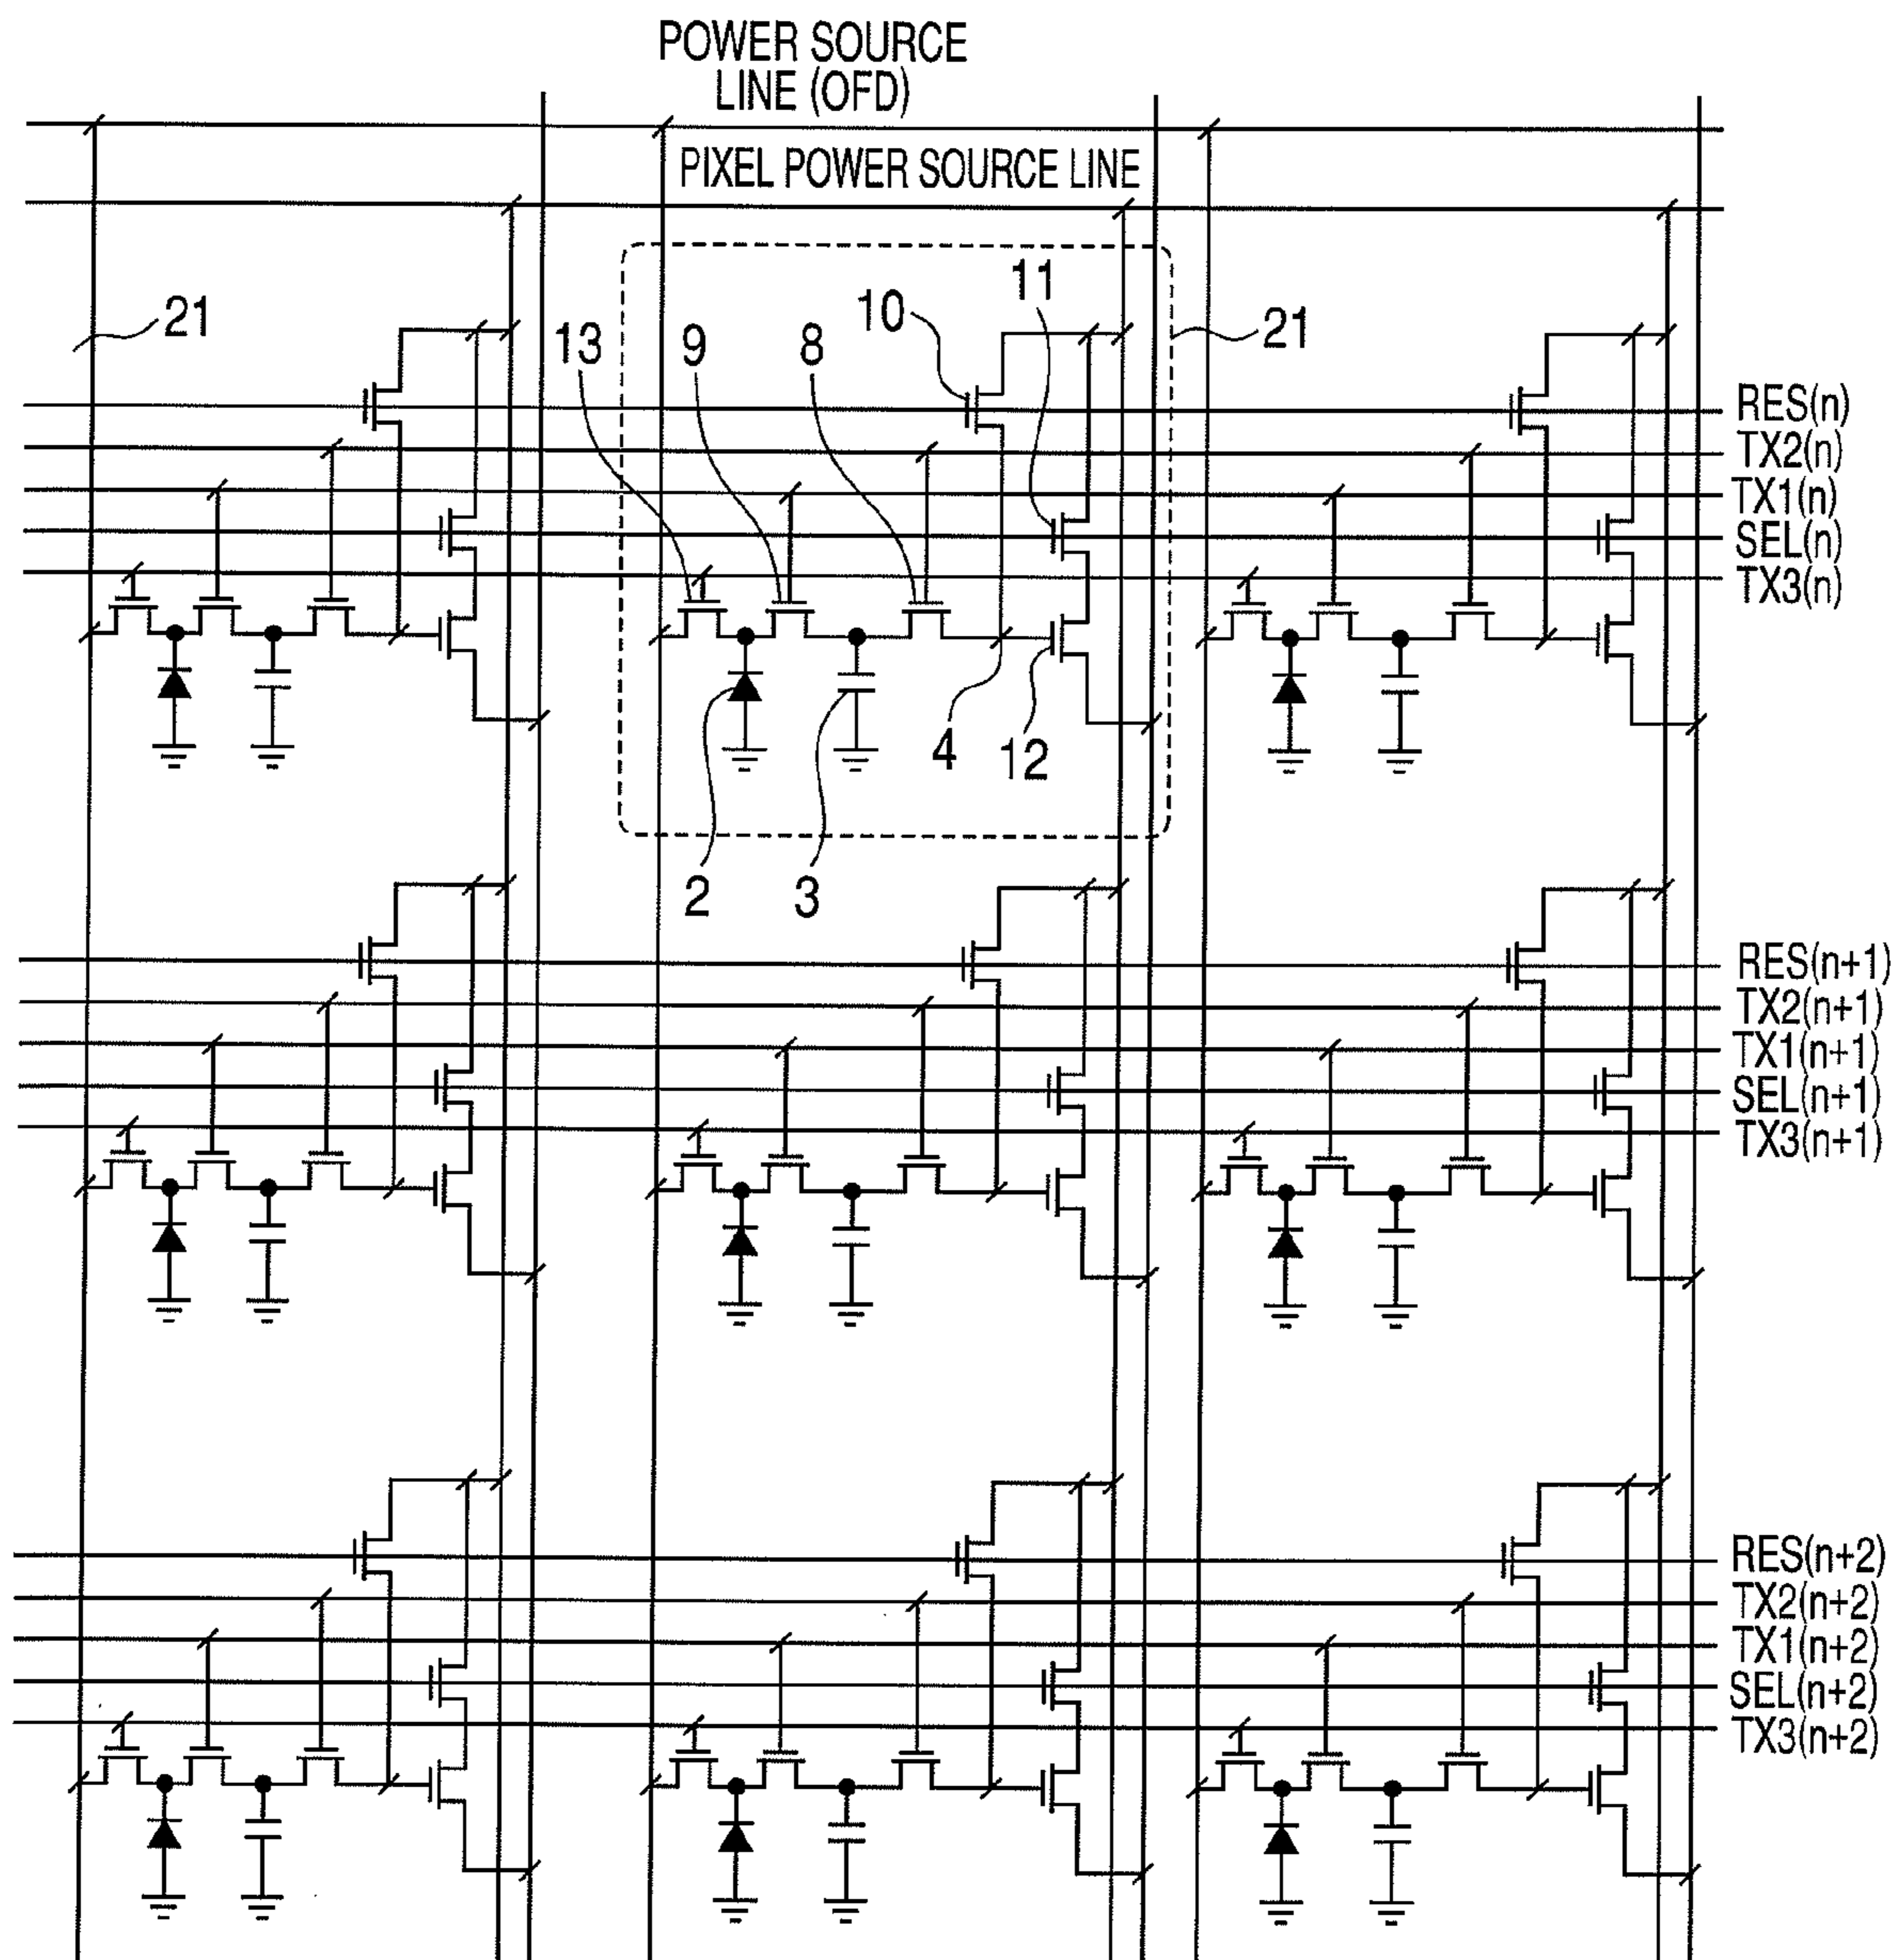 POWER SOURCE
LINE (OFD)
PIXEL POWER SOURCE LINE
11
10
21
21
13
9
8
RES(n)
TX2(n)
TX1(n)
SEL(n)
TX3(n)
4
12
2
3
RES(n+1)
TX2(n+1)
TX1(n+1)
SEL(n+1)
TX3(n+1)
RES(n+2)
TX2(n+2)
TX1(n+2)
SEL(n+2)
TX3(n+2)